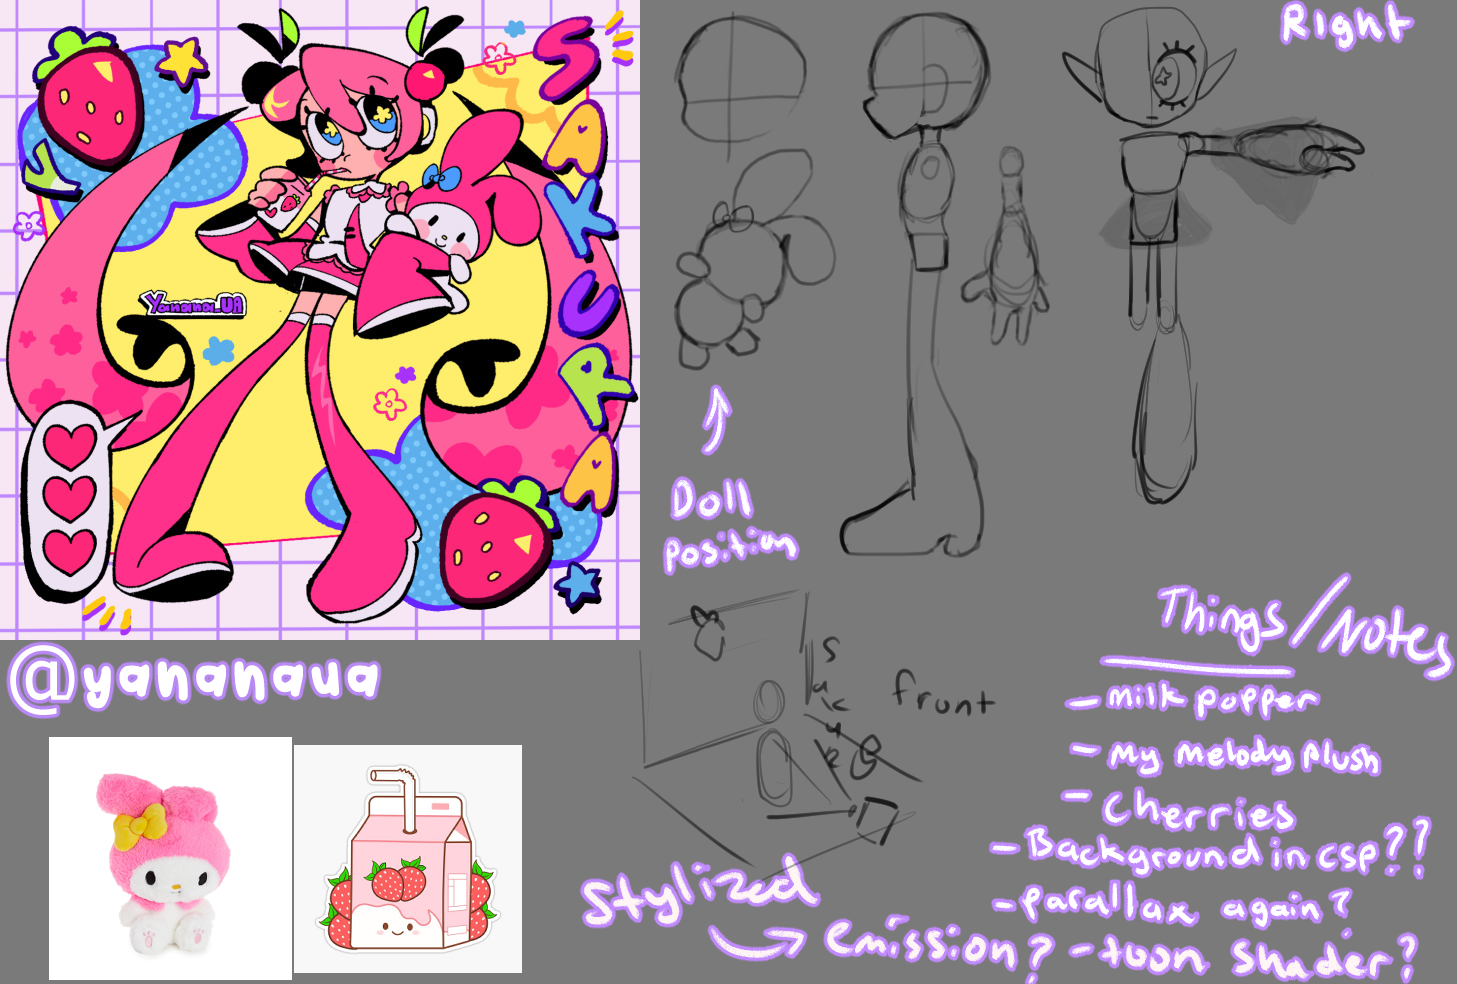 SAKURA
Yanana_UA
@yananaua
Right
Doll
position
front
Things/Notes
- milk popper
- My melody plush
- Cherries
- Background in csp??
- parallax again?
- toon shader?
Stylized
emission?